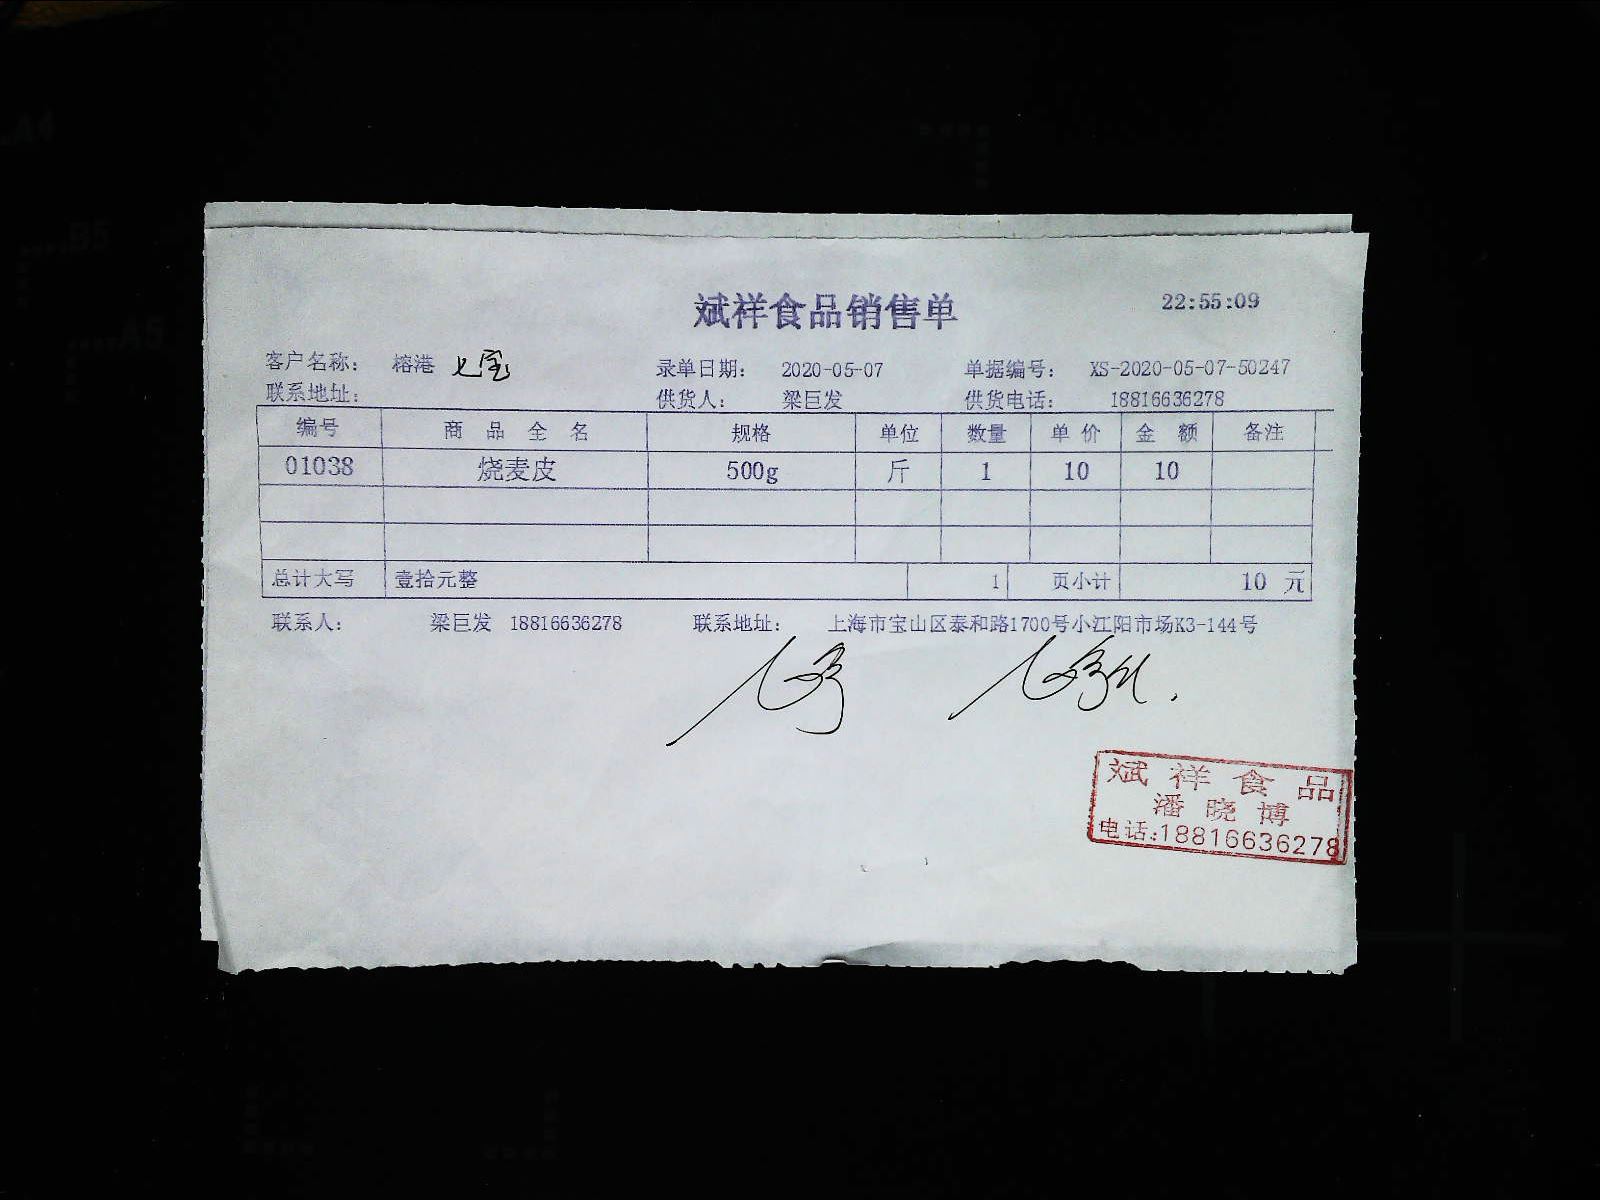 斌祥食品销售单 22:55:09
客户名称： 榕港 七宝 录单日期： 2020-05-07 单据编号： XS-2020-05-07-50247
联系地址： 供货人： 梁巨发 供货电话： 18816636278
编号 商 品 全 名 规格 单位 数量 单 价 金 额 备注
01038 烧麦皮 500g 斤 1 10 10
总计大写 壹拾元整 1 页小计 10 元
联系人： 梁巨发 18816636278 联系地址： 上海市宝山区泰和路1700号小江阳市场K3-144号
斌 祥 食 品
潘 晓 博
电话:18816636278
A4
B5
A5